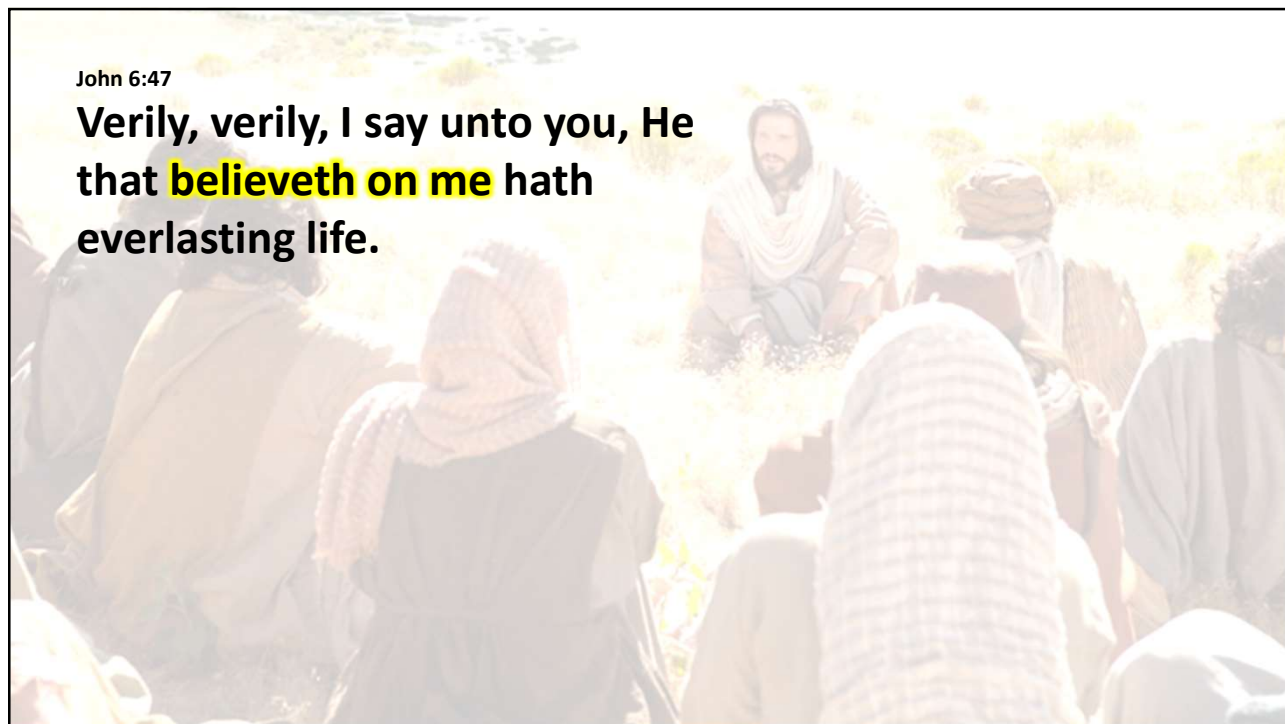 John 6:47
Verily, verily, I say unto you, He
that believeth on me hath
everlasting life.